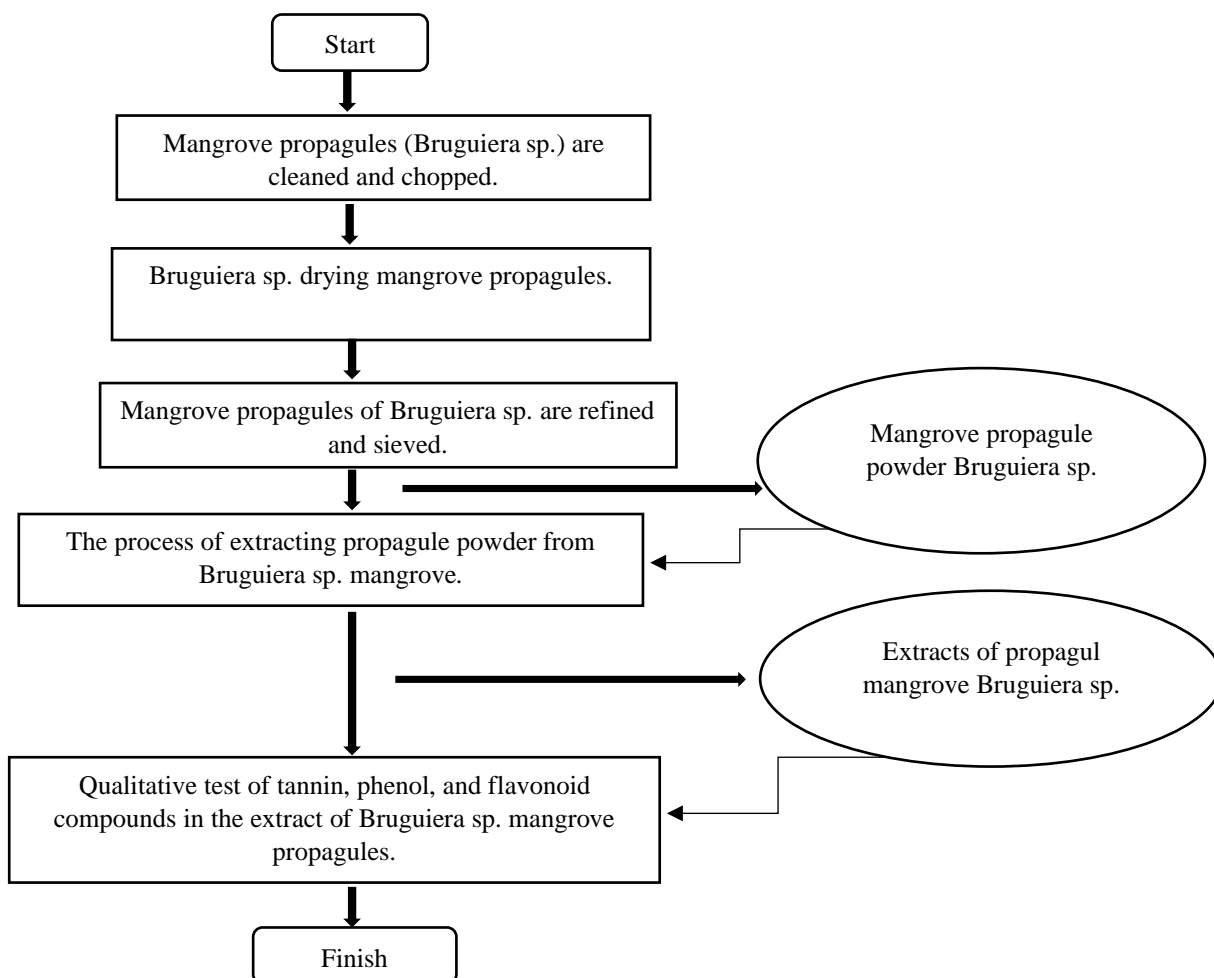 Start
Mangrove propagules (Bruguiera sp.) are
cleaned and chopped.
Bruguiera sp. drying mangrove propagules.
Mangrove propagules of Bruguiera sp. are refined
and sieved.
Mangrove propagule
powder Bruguiera sp.
The process of extracting propagule powder from
Bruguiera sp. mangrove.
Extracts of propagul
mangrove Bruguiera sp.
Qualitative test of tannin, phenol, and flavonoid
compounds in the extract of Bruguiera sp. mangrove
propagules.
Finish